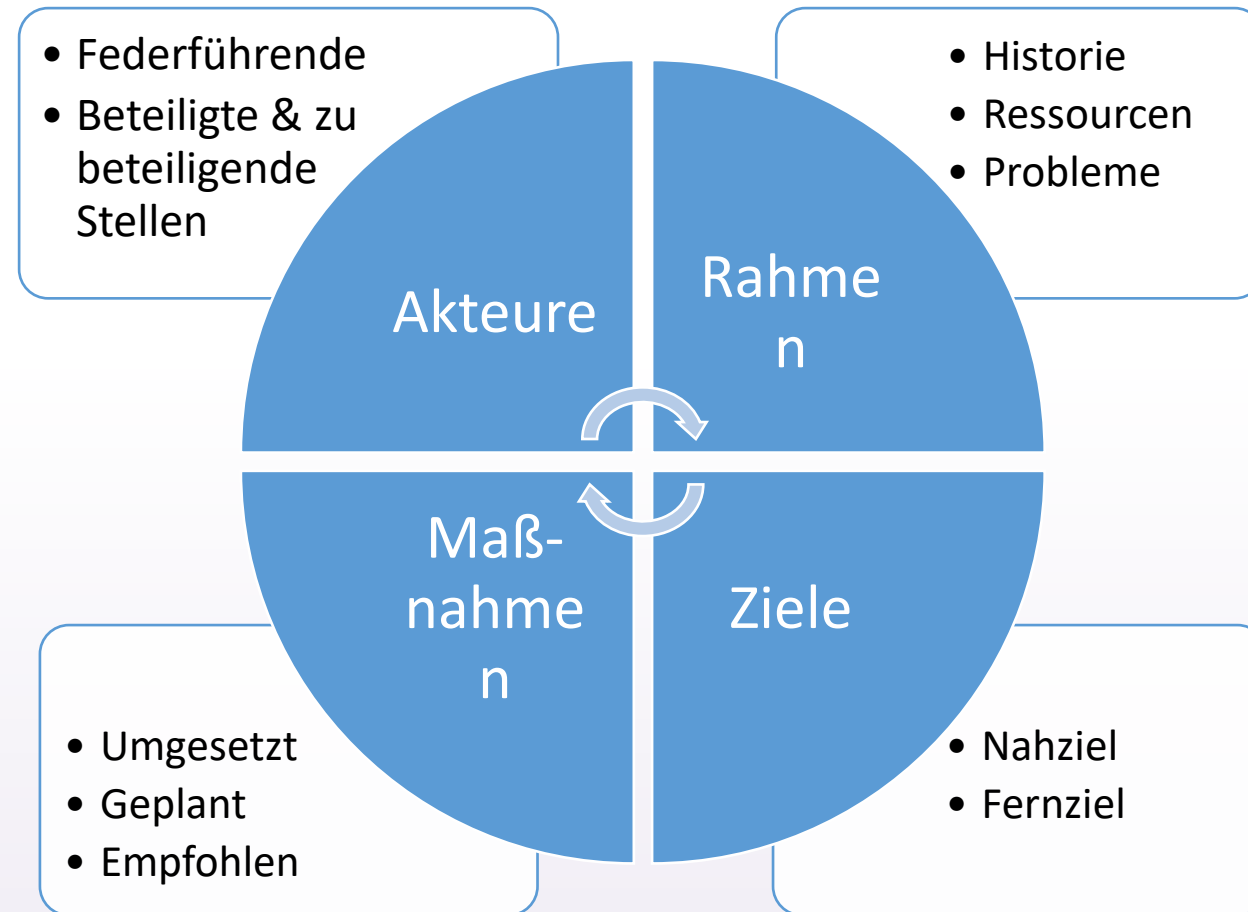 • Federführende
• Beteiligte & zu
beteiligende
Stellen
• Historie
• Ressourcen
• Probleme
Akteure
Rahme
n
Maß-
nahme
n
Ziele
• Umgesetzt
• Geplant
• Empfohlen
• Nahziel
• Fernziel